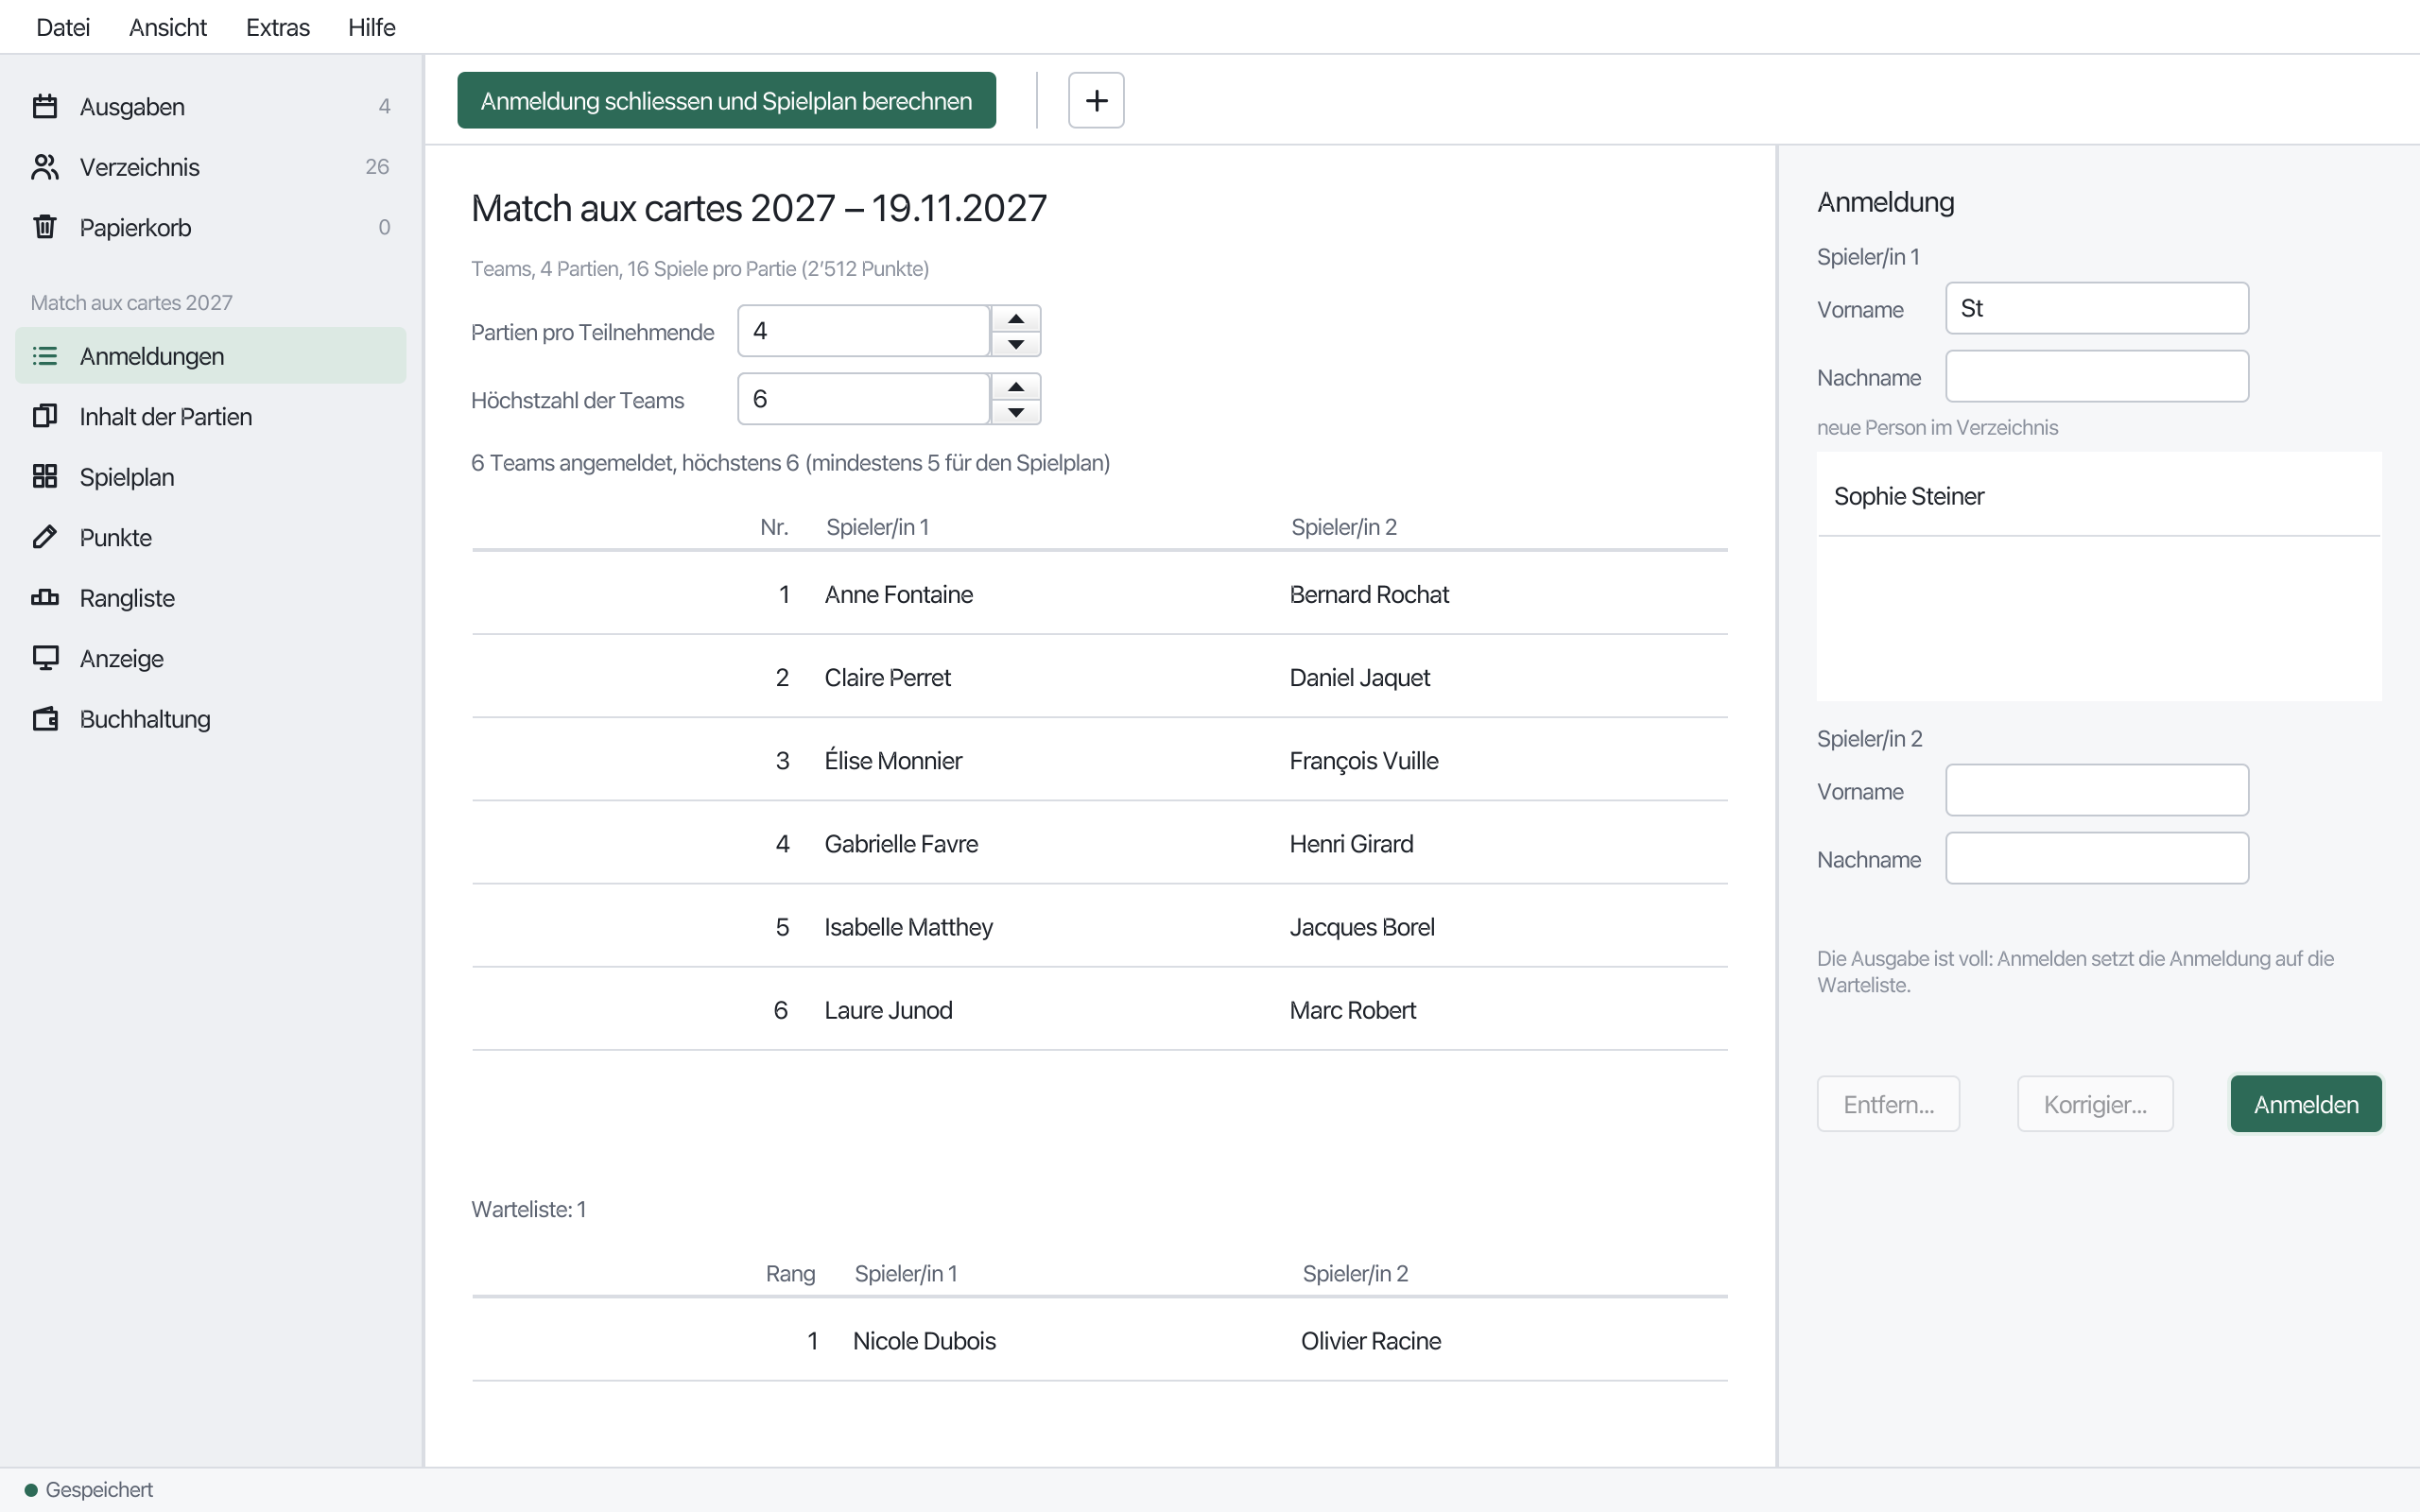 Datei Ansicht Extras Hilfe
Ausgaben 4
Verzeichnis 26
Papierkorb 0
Match aux cartes 2027
Anmeldungen
Inhalt der Partien
Spielplan
Punkte
Rangliste
Anzeige
Buchhaltung
Anmeldung schliessen und Spielplan berechnen
Match aux cartes 2027 – 19.11.2027
Teams, 4 Partien, 16 Spiele pro Partie (2’512 Punkte)
Partien pro Teilnehmende 4
Höchstzahl der Teams 6
6 Teams angemeldet, höchstens 6 (mindestens 5 für den Spielplan)
Nr. Spieler/in 1 Spieler/in 2
1 Anne Fontaine Bernard Rochat
2 Claire Perret Daniel Jaquet
3 Élise Monnier François Vuille
4 Gabrielle Favre Henri Girard
5 Isabelle Matthey Jacques Borel
6 Laure Junod Marc Robert
Warteliste: 1
Rang Spieler/in 1 Spieler/in 2
1 Nicole Dubois Olivier Racine
Anmeldung
Spieler/in 1
Vorname St
Nachname
neue Person im Verzeichnis
Sophie Steiner
Spieler/in 2
Vorname
Nachname
Die Ausgabe ist voll: Anmelden setzt die Anmeldung auf die
Warteliste.
Entfern... Korrigier... Anmelden
Gespeichert